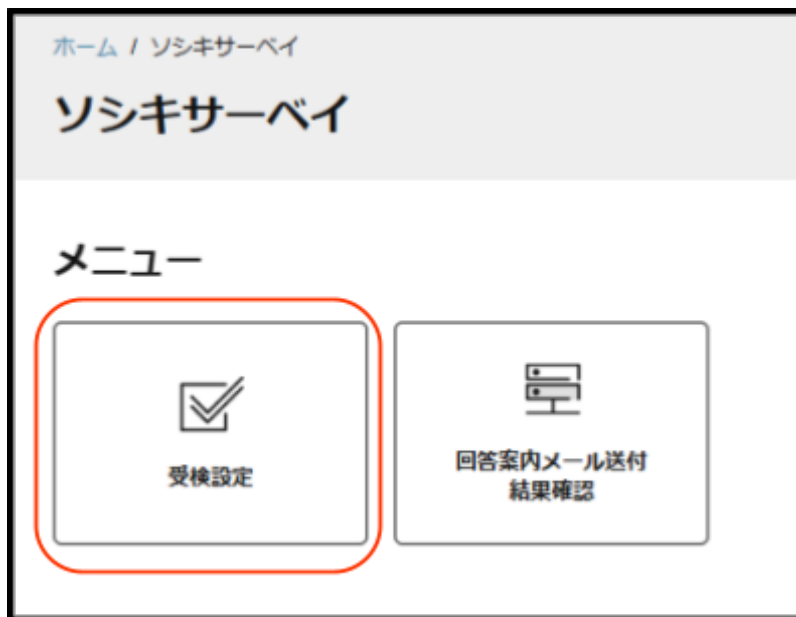 ホーム / ソシキサーベイ
ソシキサーベイ
メニュー
受検設定
回答案内メール送付
結果確認